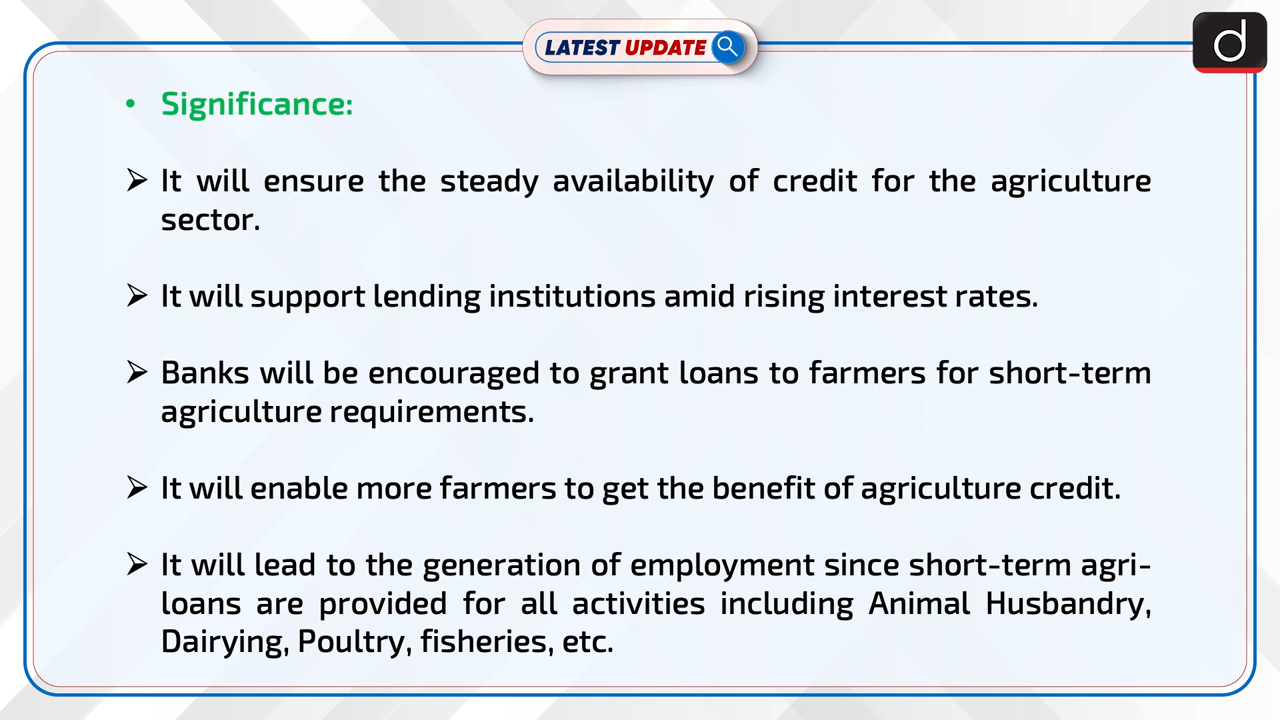 LATEST UPDATE
d
• Significance:
➢ It will ensure the steady availability of credit for the agriculture
sector.
➢ It will support lending institutions amid rising interest rates.
➢ Banks will be encouraged to grant loans to farmers for short-term
agriculture requirements.
➢ It will enable more farmers to get the benefit of agriculture credit.
➢ It will lead to the generation of employment since short-term agri-
loans are provided for all activities including Animal Husbandry,
Dairying, Poultry, fisheries, etc.